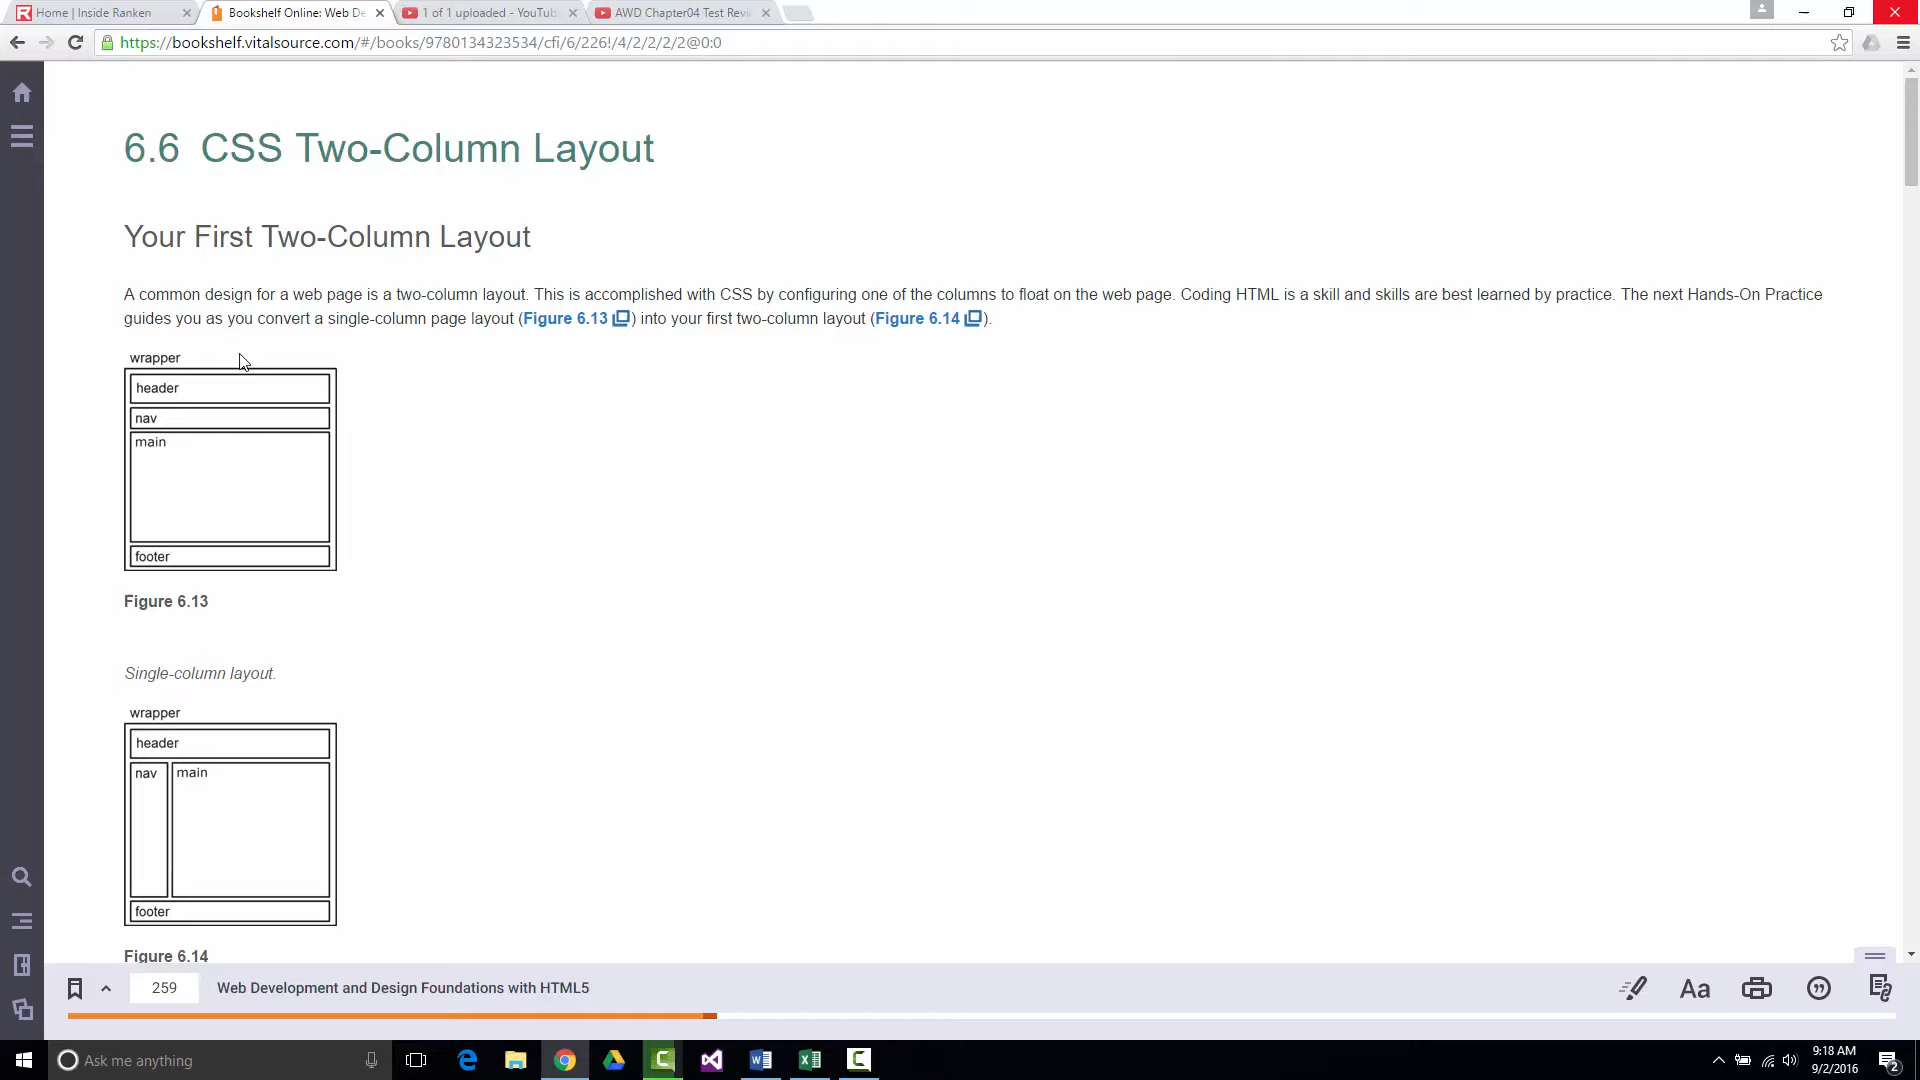 Home | Inside Ranken
Bookshelf Online: Web De
1 of 1 uploaded - YouTub
AWD Chapter04 Test Revi
https://bookshelf.vitalsource.com/#/books/9780134323534/cfi/6/226!/4/2/2/2/2@0:0
6.6 CSS Two-Column Layout
Your First Two-Column Layout
A common design for a web page is a two-column layout. This is accomplished with CSS by configuring one of the columns to float on the web page. Coding HTML is a skill and skills are best learned by practice. The next Hands-On Practice
guides you as you convert a single-column page layout (Figure 6.13) into your first two-column layout (Figure 6.14).
wrapper
header
nav
main
footer
Figure 6.13
Single-column layout.
wrapper
header
nav main
footer
Figure 6.14
259 Web Development and Design Foundations with HTML5
Aa
Ask me anything
9:18 AM
9/2/2016
2